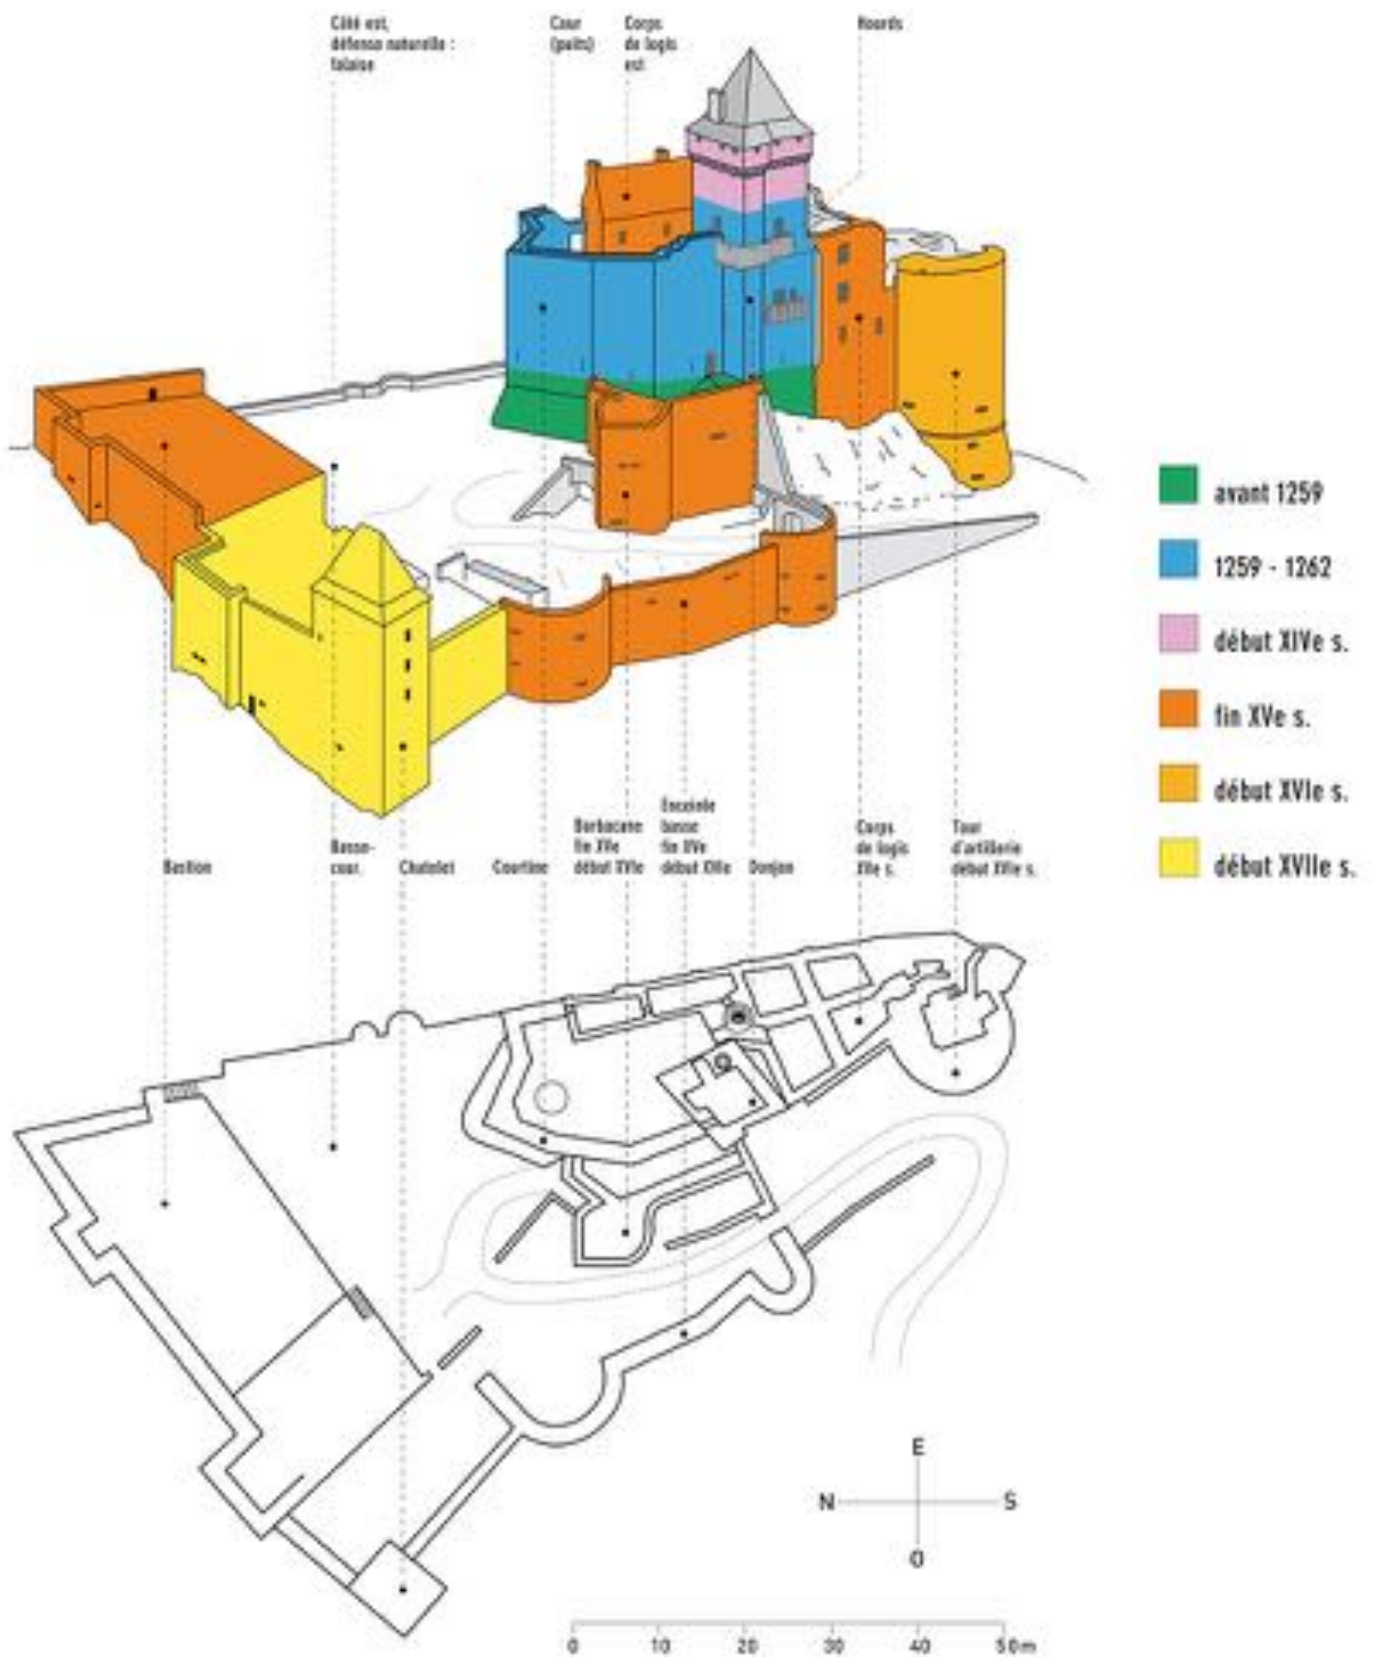 Côté est,
défense naturelle :
falaise
Cour
(puits)
Corps
de logis
est
Hourds
avant 1259
1259 - 1262
début XIVe s.
fin XVe s.
début XVIe s.
début XVIIe s.
Bastion
Basse-
cour.
Chatelet
Courtine
Barbacane
fin XVe
début XVIe
Enceinte
basse
fin XVe
début XVIe
Donjon
Corps
de logis
XVe s.
Tour
d'artillerie
début XVIe s.
E
N
S
O
0
10
20
30
40
50m